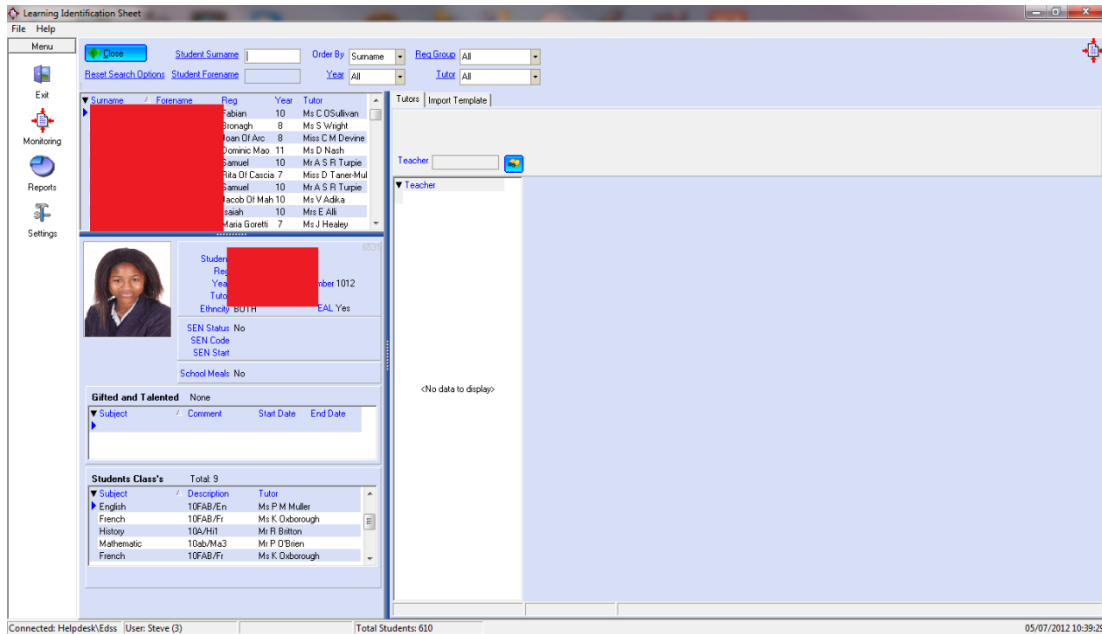 Learning Identification Sheet
File Help
Menu
Exit
Monitoring
Reports
Settings
Close Student Surname Order By Surname Reg Group All
Reset Search Options Student Forename Year All Tutor All
Surname Forename Reg Year Tutor
Fabian 10 Ms C OSullivan
Bronagh 8 Ms S Wright
Joan Of Arc 8 Miss C M Devine
Dominic Mao 11 Ms D Nash
Samuel 10 Mr A S R Turpie
Rita Of Cascia 7 Miss D Taner-Mul
Samuel 10 Mr A S R Turpie
Jacob Of Mah 10 Ms V Adika
Isaiah 10 Mrs E Alli
Maria Goretti 7 Ms J Healey
Studen
Reg
Yea mber 1012
Tuto
Ethncity BOTH EAL Yes
SEN Status No
SEN Code
SEN Start
School Meals No
Gifted and Talented None
Subject Comment Start Date End Date
Students Class's Total: 9
Subject Description Tutor
English 10FAB/En Ms P M Muller
French 10FAB/Fr Ms K Oxborough
History 10A/Hi1 Mr R Britton
Mathematic 10ab/Ma3 Mr P O'Brien
French 10FAB/Fr Ms K Oxborough
Tutors Import Template
Teacher
Teacher
<No data to display>
Connected: Helpdesk\Edss User: Steve (3) Total Students: 610 05/07/2012 10:39:29